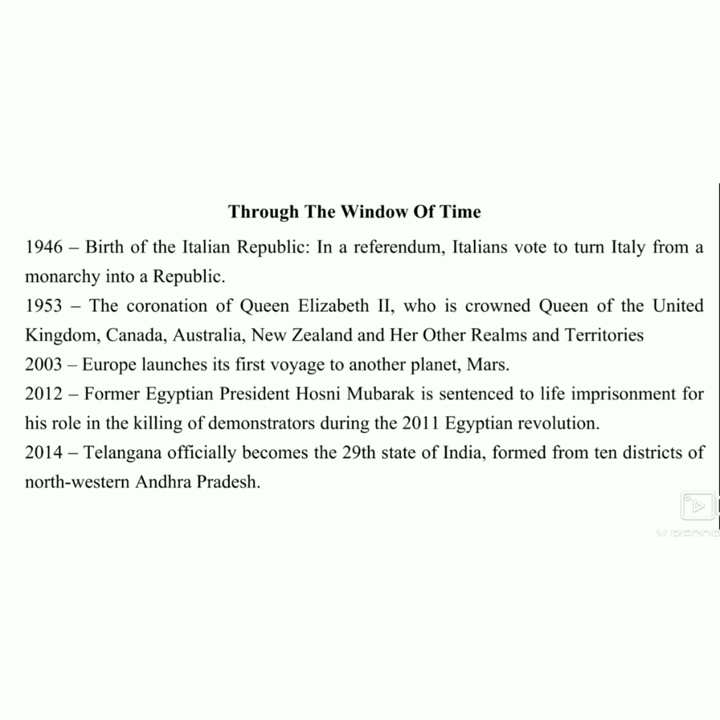 Through The Window Of Time
1946 – Birth of the Italian Republic: In a referendum, Italians vote to turn Italy from a
monarchy into a Republic.
1953 – The coronation of Queen Elizabeth II, who is crowned Queen of the United
Kingdom, Canada, Australia, New Zealand and Her Other Realms and Territories
2003 – Europe launches its first voyage to another planet, Mars.
2012 – Former Egyptian President Hosni Mubarak is sentenced to life imprisonment for
his role in the killing of demonstrators during the 2011 Egyptian revolution.
2014 – Telangana officially becomes the 29th state of India, formed from ten districts of
north-western Andhra Pradesh.